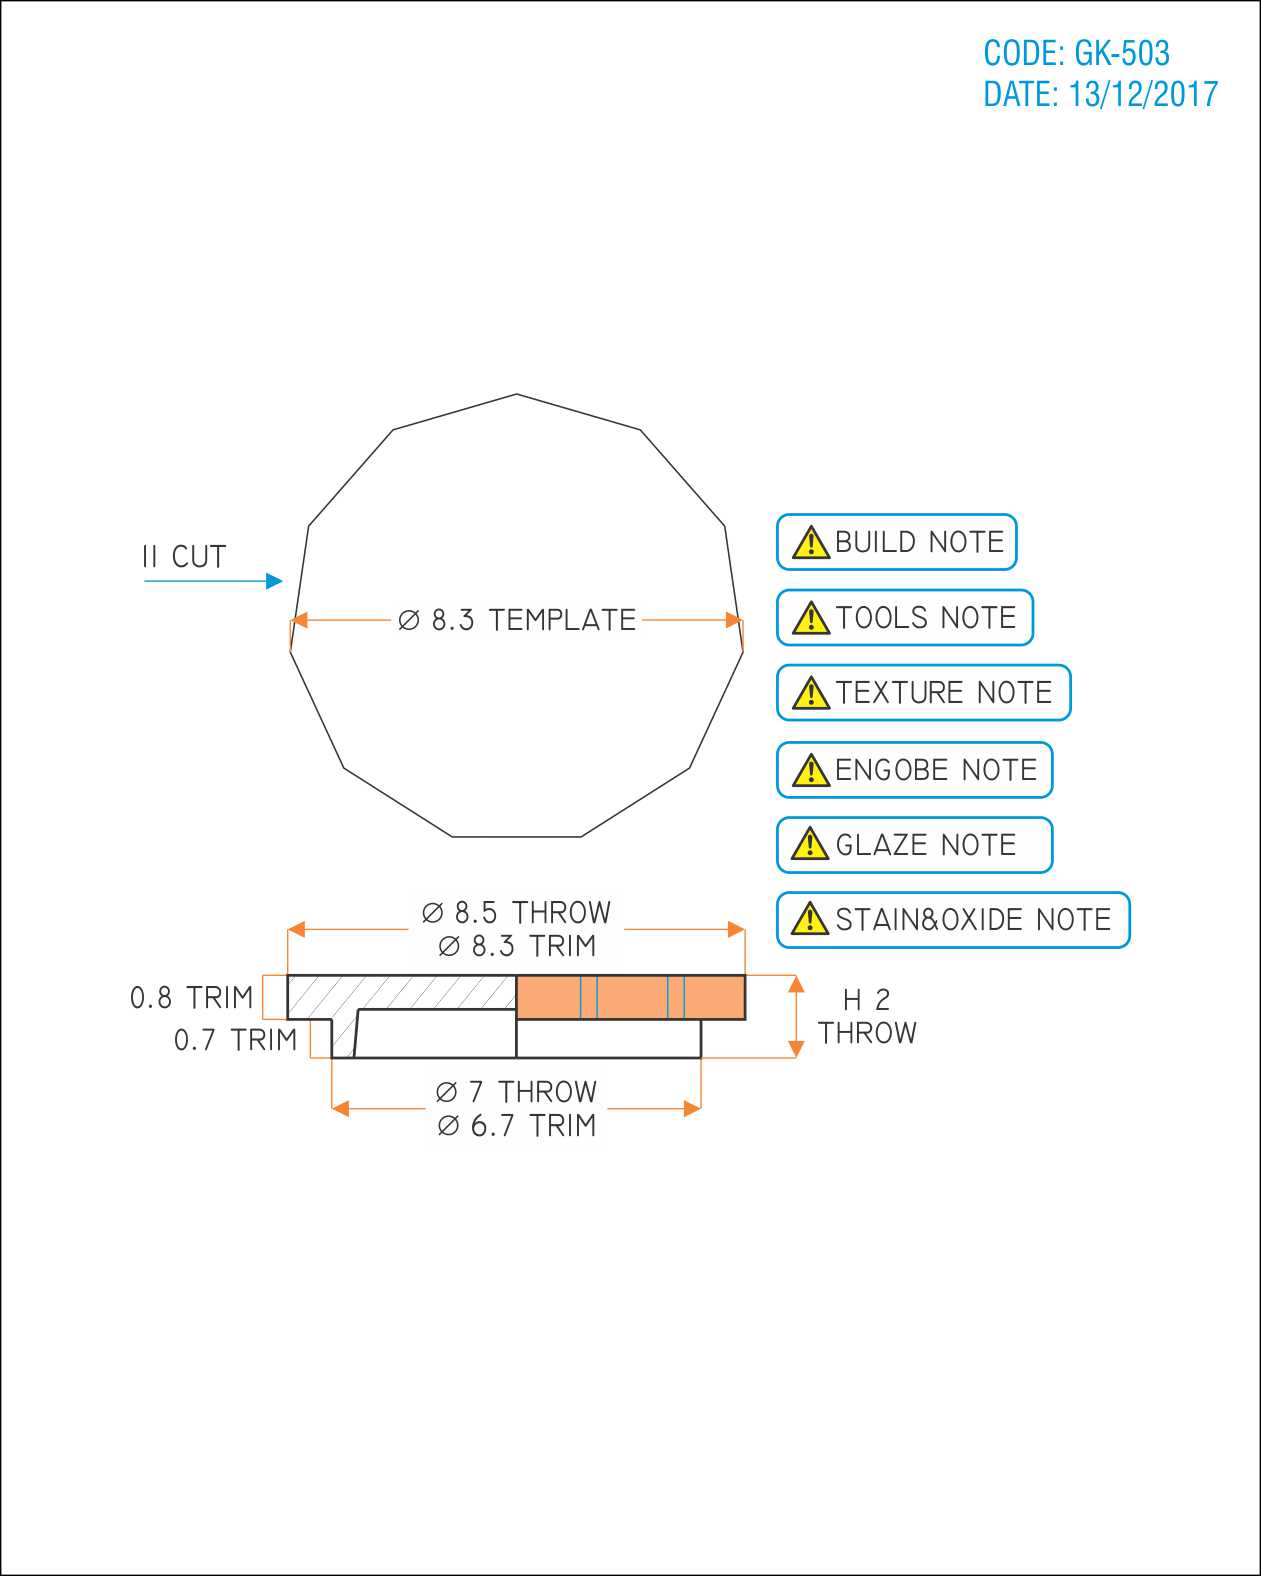 CODE: GK-503
DATE: 13/12/2017
II CUT
Ø 8.3 TEMPLATE
BUILD NOTE
TOOLS NOTE
TEXTURE NOTE
ENGOBE NOTE
GLAZE NOTE
STAIN&OXIDE NOTE
Ø 8.5 THROW
Ø 8.3 TRIM
0.8 TRIM
0.7 TRIM
H 2
THROW
Ø 7 THROW
Ø 6.7 TRIM